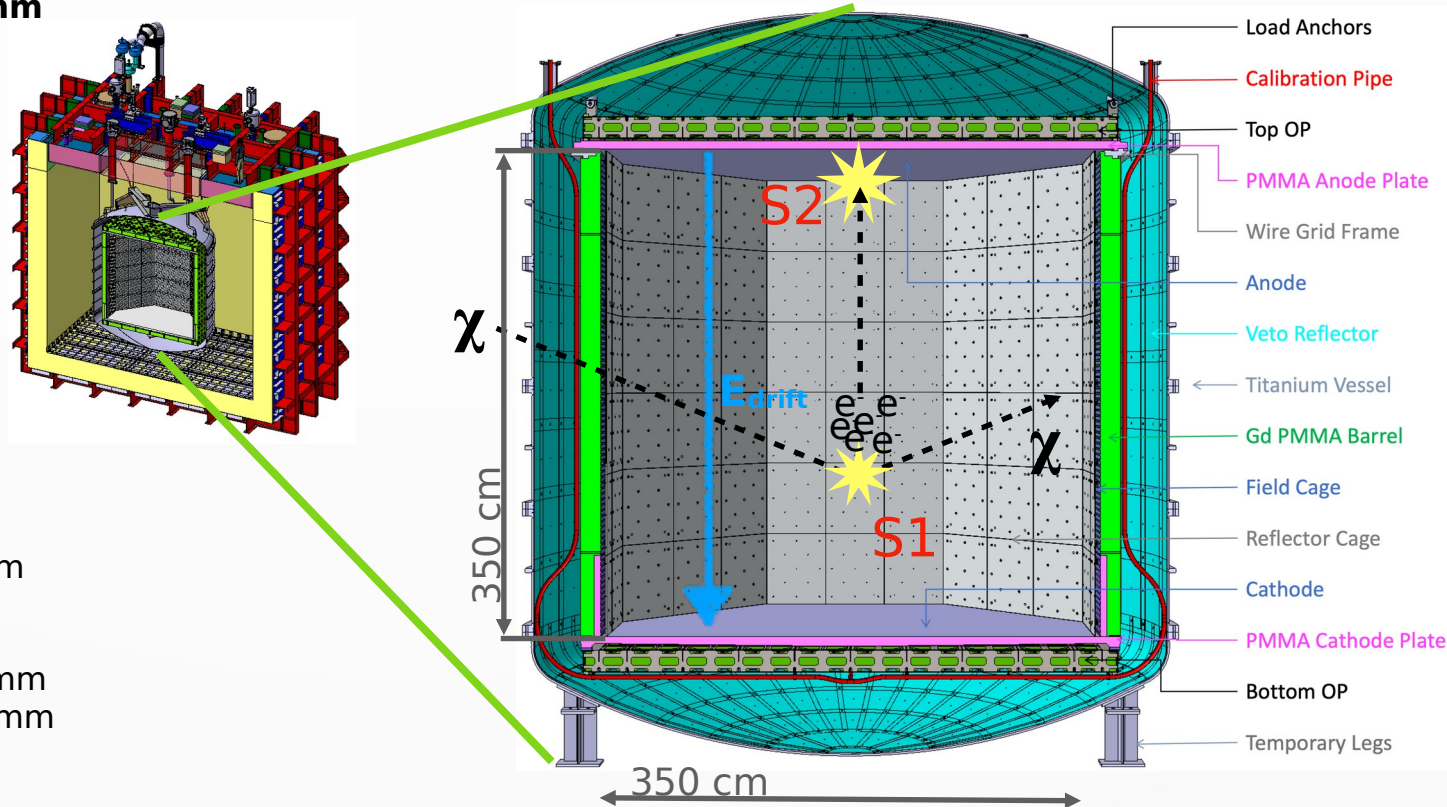 mm
m
mm
mm
Load Anchors
Calibration Pipe
Top OP
PMMA Anode Plate
Wire Grid Frame
Anode
Veto Reflector
Titanium Vessel
Gd PMMA Barrel
Field Cage
Reflector Cage
Cathode
PMMA Cathode Plate
Bottom OP
Temporary Legs
S2
χ
Edrift
e⁻ e⁻
e⁻ e⁻
e⁻ e⁻
χ
S1
350 cm
350 cm